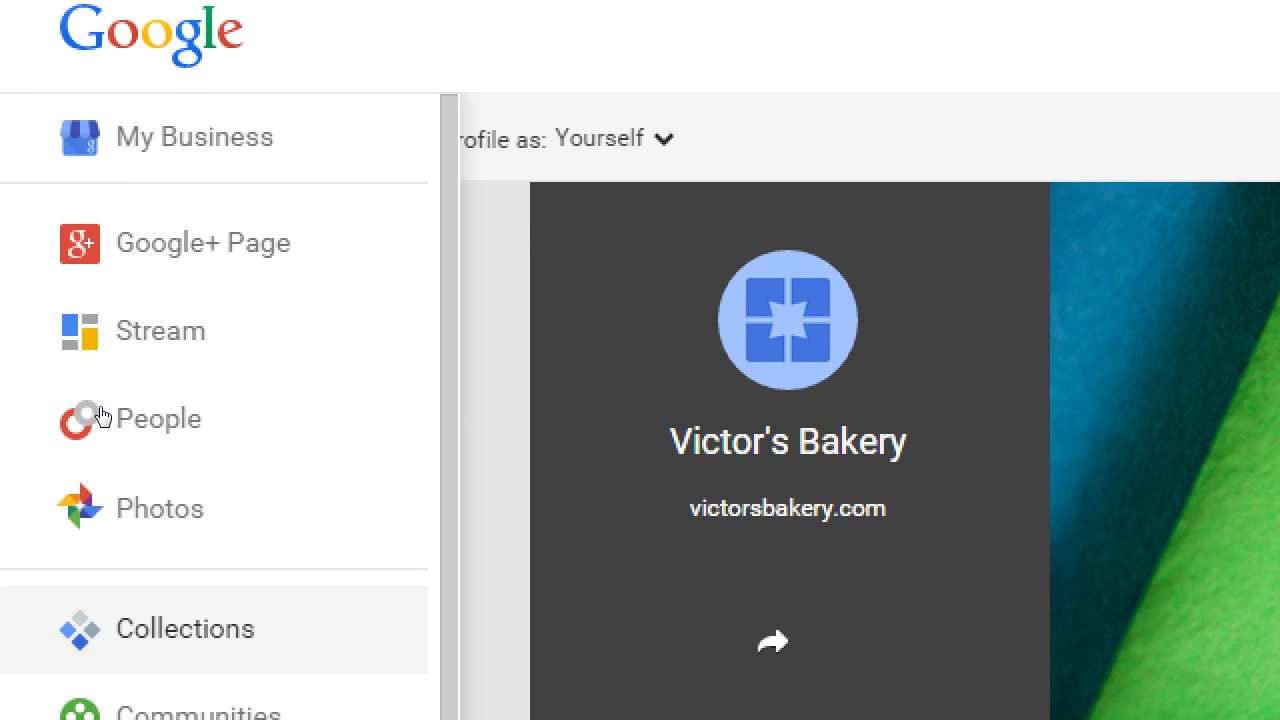 Google
My Business
rofile as: Yourself
Google+ Page
Stream
People
Photos
Collections
Communities
Victor's Bakery
victorsbakery.com